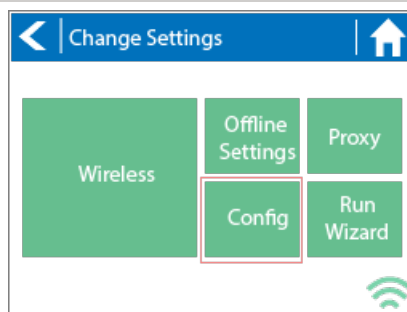 Change Settings
Wireless
Offline
Settings
Proxy
Config
Run
Wizard